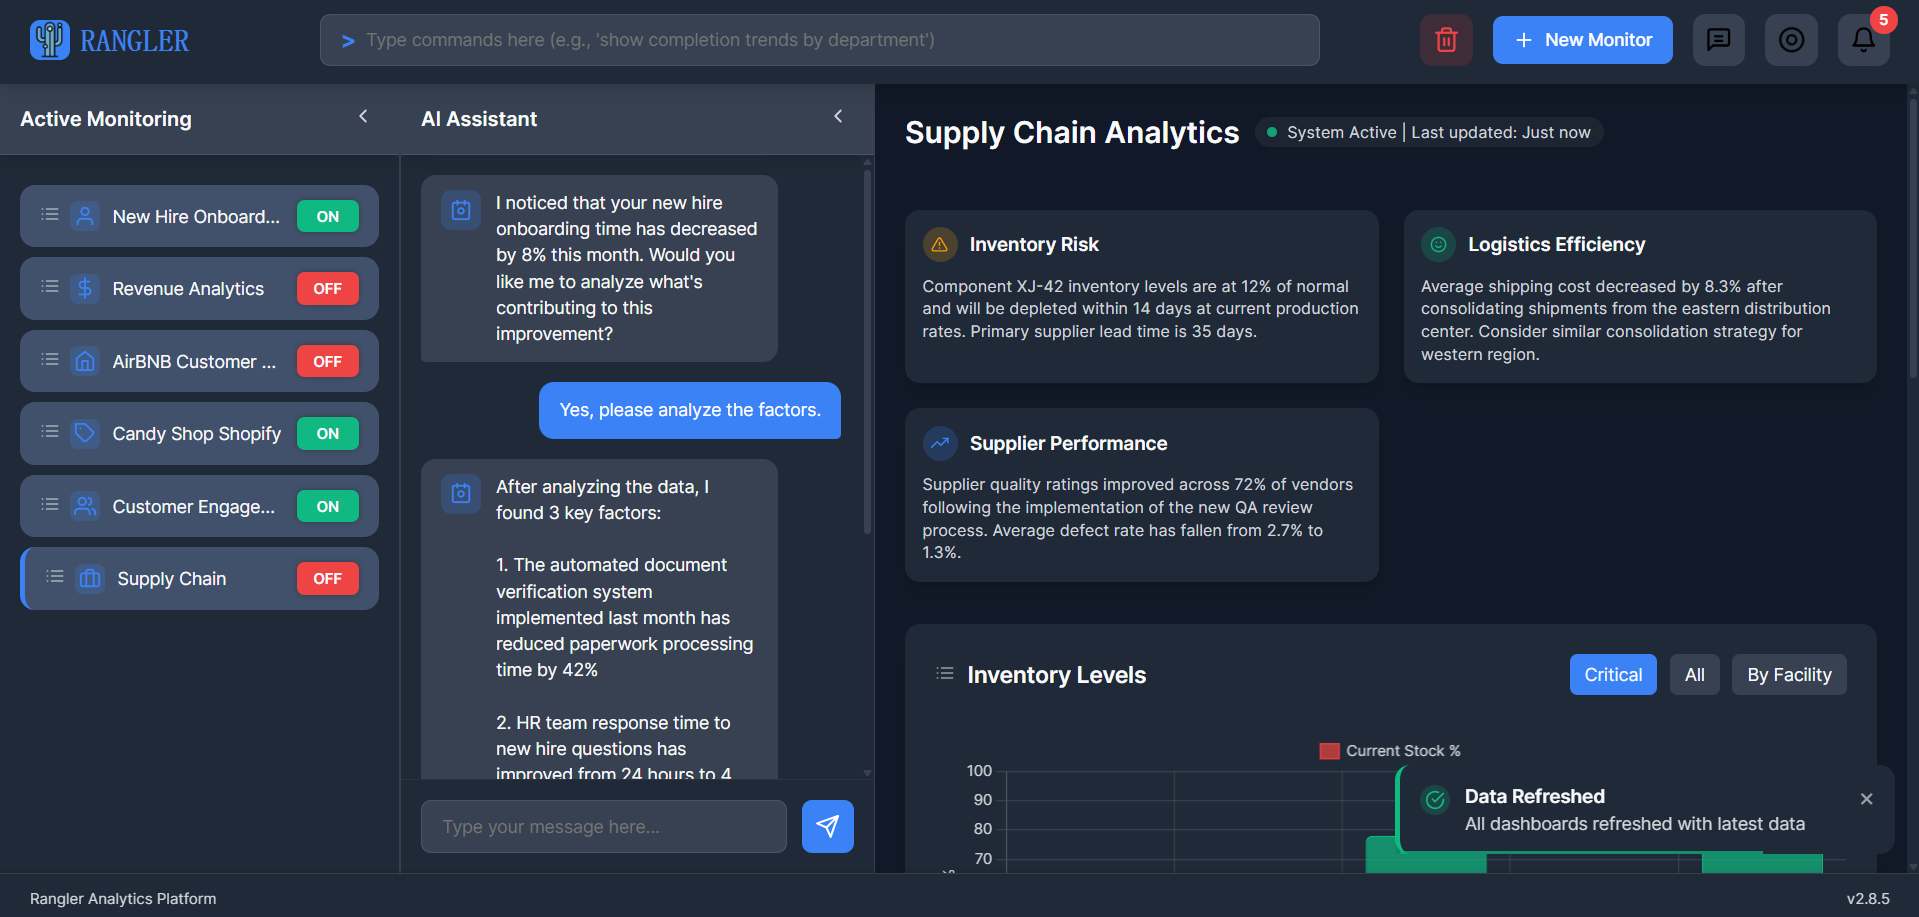 RANGLER
> Type commands here (e.g., 'show completion trends by department')
+ New Monitor
5
Active Monitoring
New Hire Onboard... ON
Revenue Analytics OFF
AirBNB Customer ... OFF
Candy Shop Shopify ON
Customer Engage... ON
Supply Chain OFF
AI Assistant
I noticed that your new hire
onboarding time has decreased
by 8% this month. Would you
like me to analyze what's
contributing to this
improvement?
Yes, please analyze the factors.
After analyzing the data, I
found 3 key factors:
1. The automated document
verification system
implemented last month has
reduced paperwork processing
time by 42%
2. HR team response time to
new hire questions has
improved from 24 hours to 4
Type your message here...
Supply Chain Analytics
System Active | Last updated: Just now
Inventory Risk
Component XJ-42 inventory levels are at 12% of normal
and will be depleted within 14 days at current production
rates. Primary supplier lead time is 35 days.
Logistics Efficiency
Average shipping cost decreased by 8.3% after
consolidating shipments from the eastern distribution
center. Consider similar consolidation strategy for
western region.
Supplier Performance
Supplier quality ratings improved across 72% of vendors
following the implementation of the new QA review
process. Average defect rate has fallen from 2.7% to
1.3%.
Inventory Levels
Critical
All
By Facility
Current Stock %
100
90
80
70
Data Refreshed
All dashboards refreshed with latest data
Rangler Analytics Platform
v2.8.5